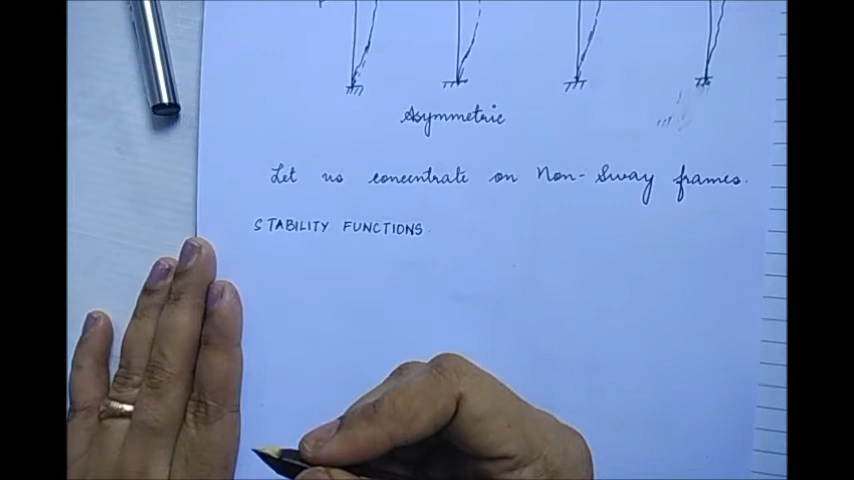 Asymmetric
Let us concentrate on Non-Sway frames.
STABILITY FUNCTIONS.